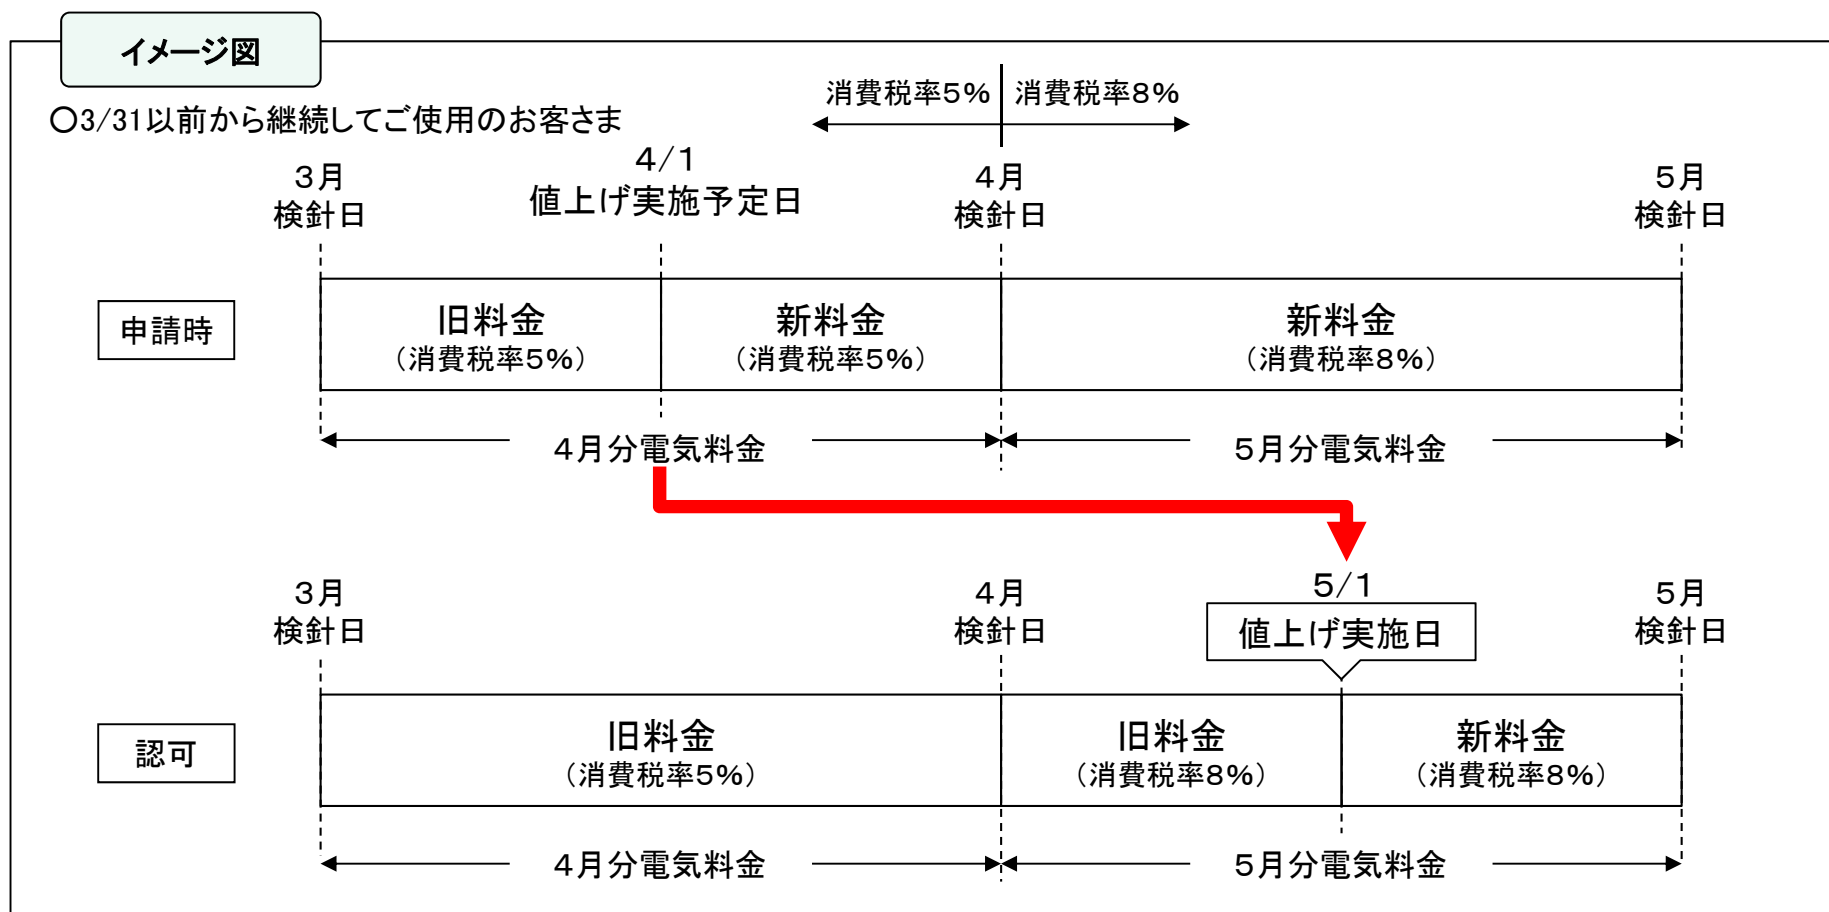 イメージ図
消費税率5% 消費税率8%
○3/31以前から継続してご使用のお客さま
4/1
値上げ実施予定日
3月
検針日
4月
検針日
5月
検針日
申請時
旧料金
(消費税率5%)
新料金
(消費税率5%)
新料金
(消費税率8%)
4月分電気料金
5月分電気料金
3月
検針日
4月
検針日
5/1
値上げ実施日
5月
検針日
認可
旧料金
(消費税率5%)
旧料金
(消費税率8%)
新料金
(消費税率8%)
4月分電気料金
5月分電気料金